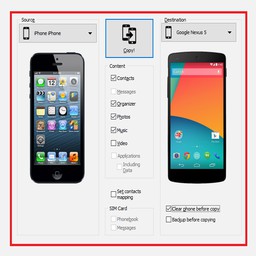 Source
iPhone iPhone
Copy!
Destination
Google Nexus 5
Content
Contacts
Messages
Organizer
Photos
Music
Video
Applications
Including
Data
Set contacts
mapping
SIM Card
Phonebook
Messages
Clear phone before copy
Backup before copying